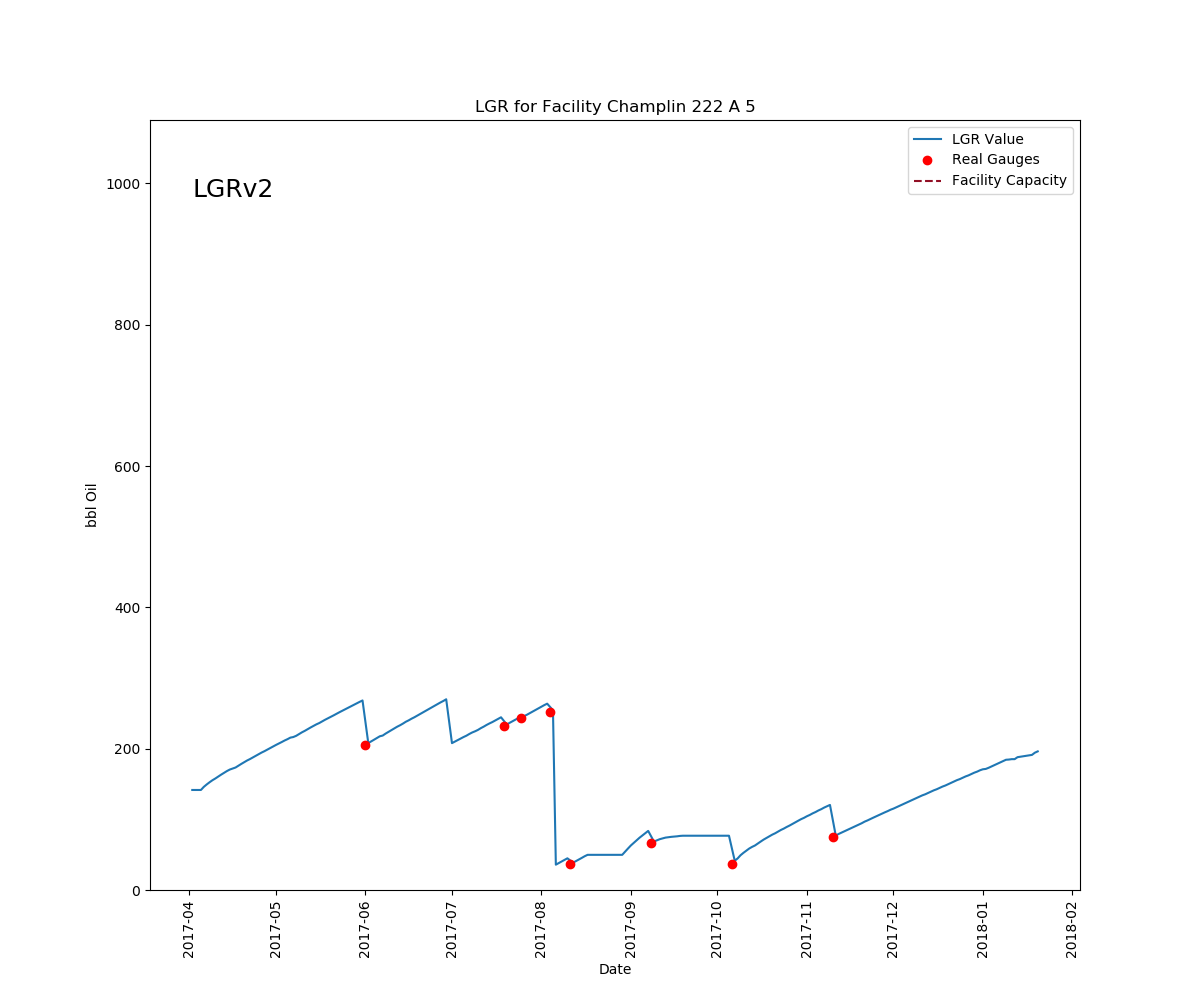 LGR for Facility Champlin 222 A 5
LGR Value
Real Gauges
Facility Capacity
LGRv2
bbl Oil
1000
800
600
400
200
0
2017-04
2017-05
2017-06
2017-07
2017-08
2017-09
2017-10
2017-11
2017-12
2018-01
2018-02
Date